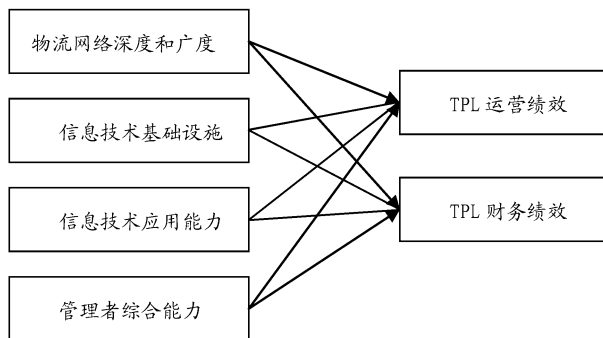 物流网络深度和广度
信息技术基础设施
信息技术应用能力
管理者综合能力
TPL 运营绩效
TPL 财务绩效